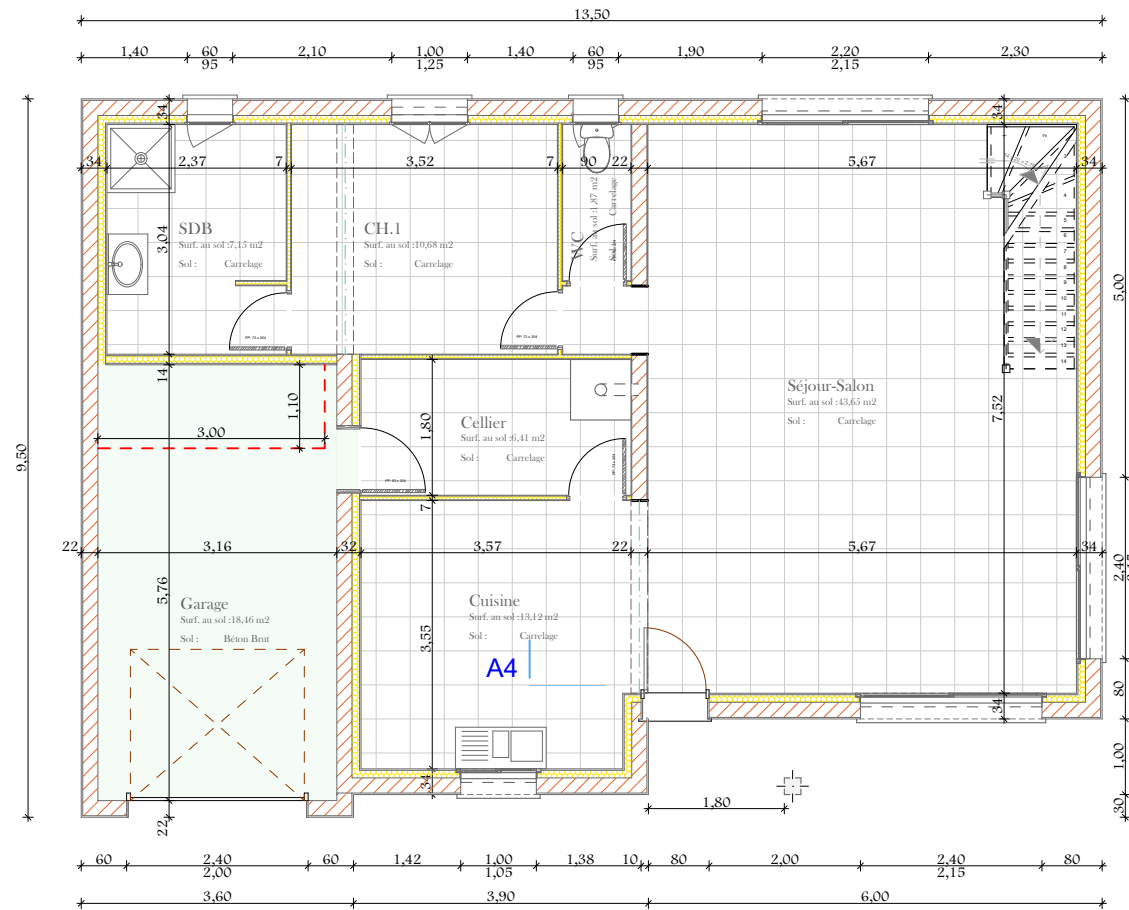 13,50
1,40 60 2,10 1,00 1,40 60 1,90 2,20 2,30
95 1,25 95 2,15
34 34
34 2,37 7 3,52 7 90 22 5,67 34
SDB
Surf. au sol :7,15 m2
Sol : Carrelage
3,04
CH.1
Surf. au sol :10,68 m2
Sol : Carrelage
WC
Surf. au sol :1,87 m2
Sol : Carrelage
5,00
14
1,10
3,00
1,80
Cellier
Surf. au sol :6,41 m2
Sol : Carrelage
Séjour-Salon
Surf. au sol :43,65 m2
Sol : Carrelage
7,52
9,50
7
22 3,16 32 3,57 22 5,67 34
2,40
5,76
Garage
Surf. au sol :18,46 m2
Sol : Béton Brut
Cuisine
Surf. au sol :13,12 m2
Sol : Carrelage
3,55
A4
80
34
1,00
34
1,80
30
22
60 2,40 60 1,42 1,00 1,38 10 80 2,00 2,40 80
2,00 1,05 2,15
3,60 3,90 6,00